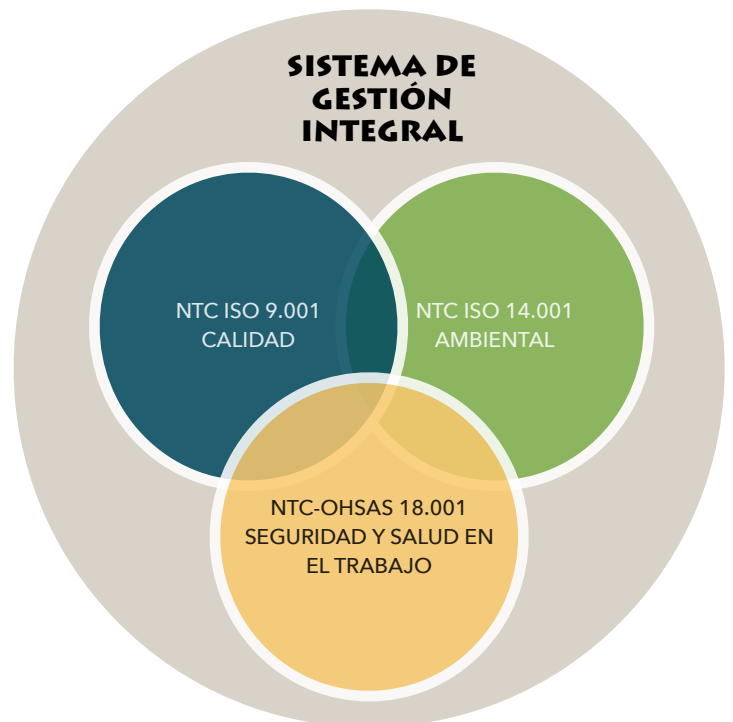 SISTEMA DE
GESTIÓN
INTEGRAL
NTC ISO 9.001
CALIDAD
NTC ISO 14.001
AMBIENTAL
NTC-OHSAS 18.001
SEGURIDAD Y SALUD EN
EL TRABAJO